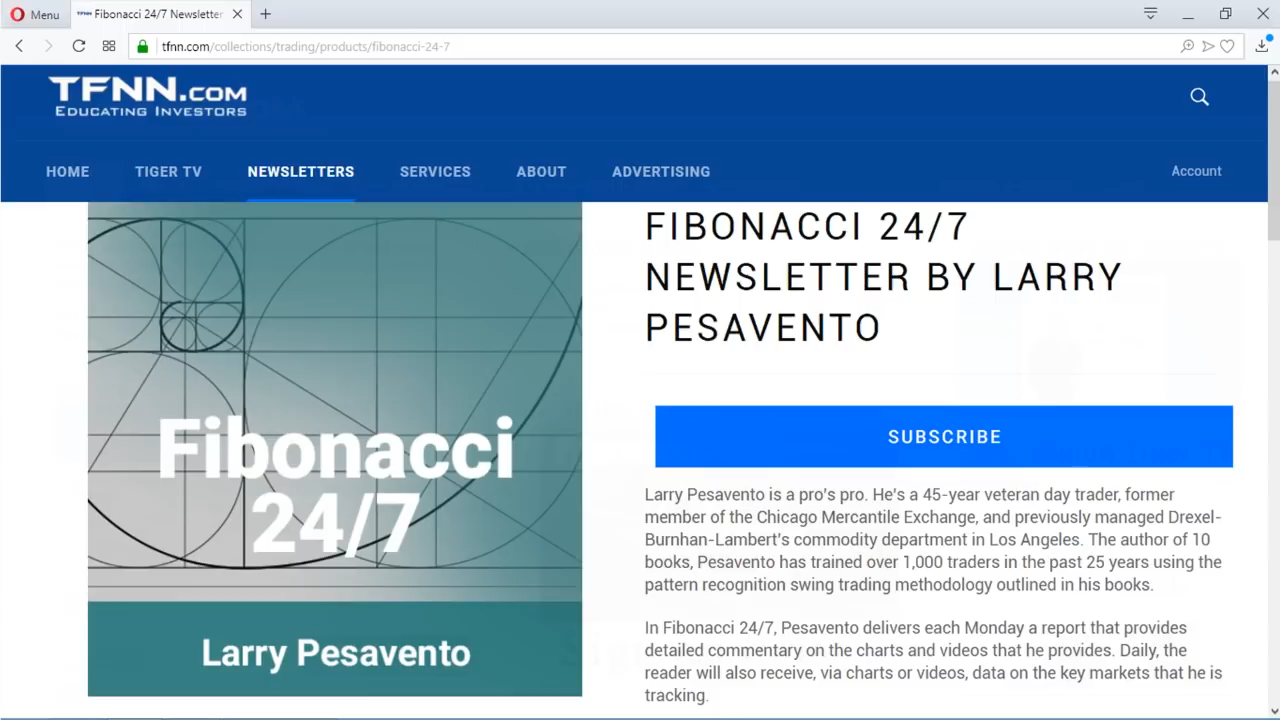 Menu
Fibonacci 24/7 Newsletter
tfnn.com/collections/trading/products/fibonacci-24-7
TFNN.COM
EDUCATING INVESTORS
HOME TIGER TV NEWSLETTERS SERVICES ABOUT ADVERTISING Account
Fibonacci
24/7
Larry Pesavento
FIBONACCI 24/7
NEWSLETTER BY LARRY
PESAVENTO
SUBSCRIBE
Larry Pesavento is a pro's pro. He's a 45-year veteran day trader, former
member of the Chicago Mercantile Exchange, and previously managed Drexel-
Burnhan-Lambert's commodity department in Los Angeles. The author of 10
books, Pesavento has trained over 1,000 traders in the past 25 years using the
pattern recognition swing trading methodology outlined in his books.
In Fibonacci 24/7, Pesavento delivers each Monday a report that provides
detailed commentary on the charts and videos that he provides. Daily, the
reader will also receive, via charts or videos, data on the key markets that he is
tracking.